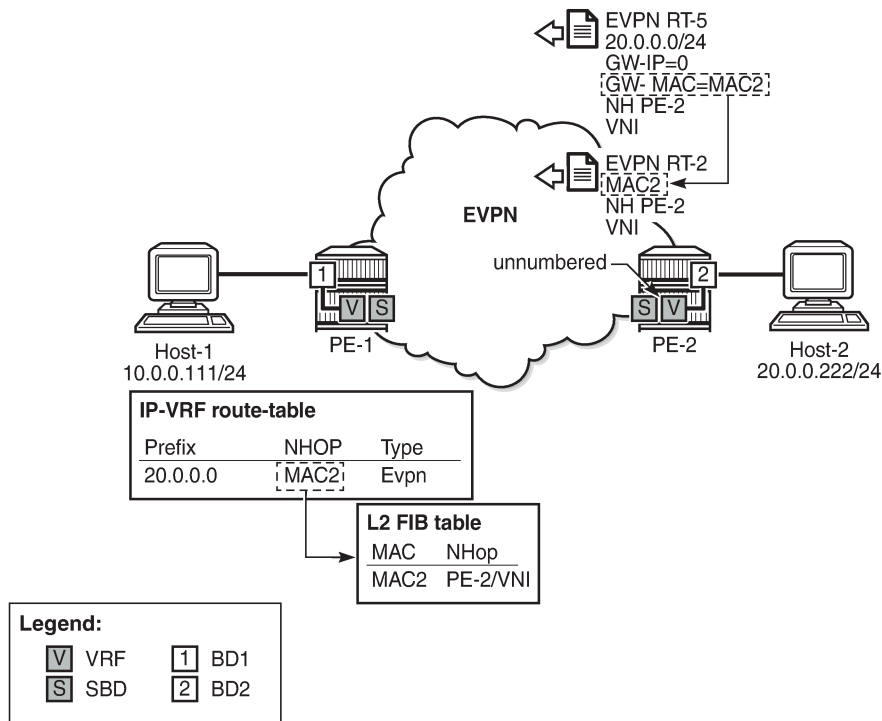 EVPN RT-5
20.0.0.0/24
GW-IP=0
GW- MAC=MAC2
NH PE-2
VNI
EVPN RT-2
MAC2
NH PE-2
VNI
EVPN
unnumbered
1
V S
2
S V
Host-1
10.0.0.111/24
PE-1
PE-2
Host-2
20.0.0.222/24
IP-VRF route-table
Prefix NHOP Type
20.0.0.0 MAC2 Evpn
L2 FIB table
MAC NHop
MAC2 PE-2/VNI
Legend:
V VRF 1 BD1
S SBD 2 BD2